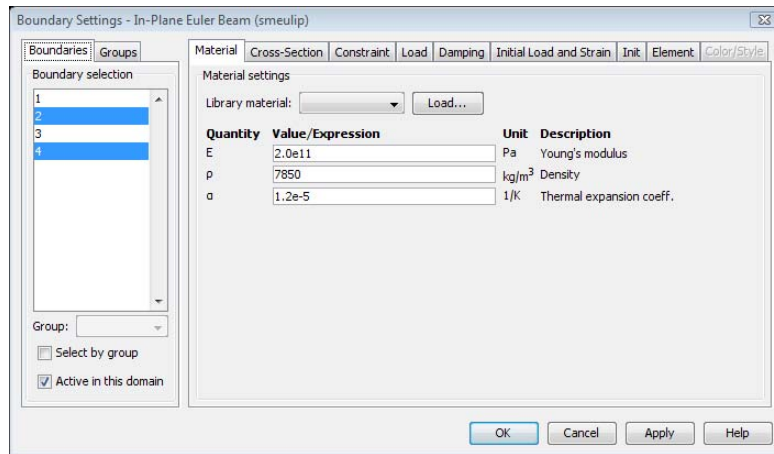 Boundary Settings - In-Plane Euler Beam (smeulip)
Boundaries Groups
Boundary selection
1
2
3
4
Group:
Select by group
Active in this domain
Material Cross-Section Constraint Load Damping Initial Load and Strain Init Element Color/Style
Material settings
Library material: Load...
Quantity Value/Expression Unit Description
E 2.0e11 Pa Young's modulus
ρ 7850 kg/m³ Density
α 1.2e-5 1/K Thermal expansion coeff.
OK Cancel Apply Help